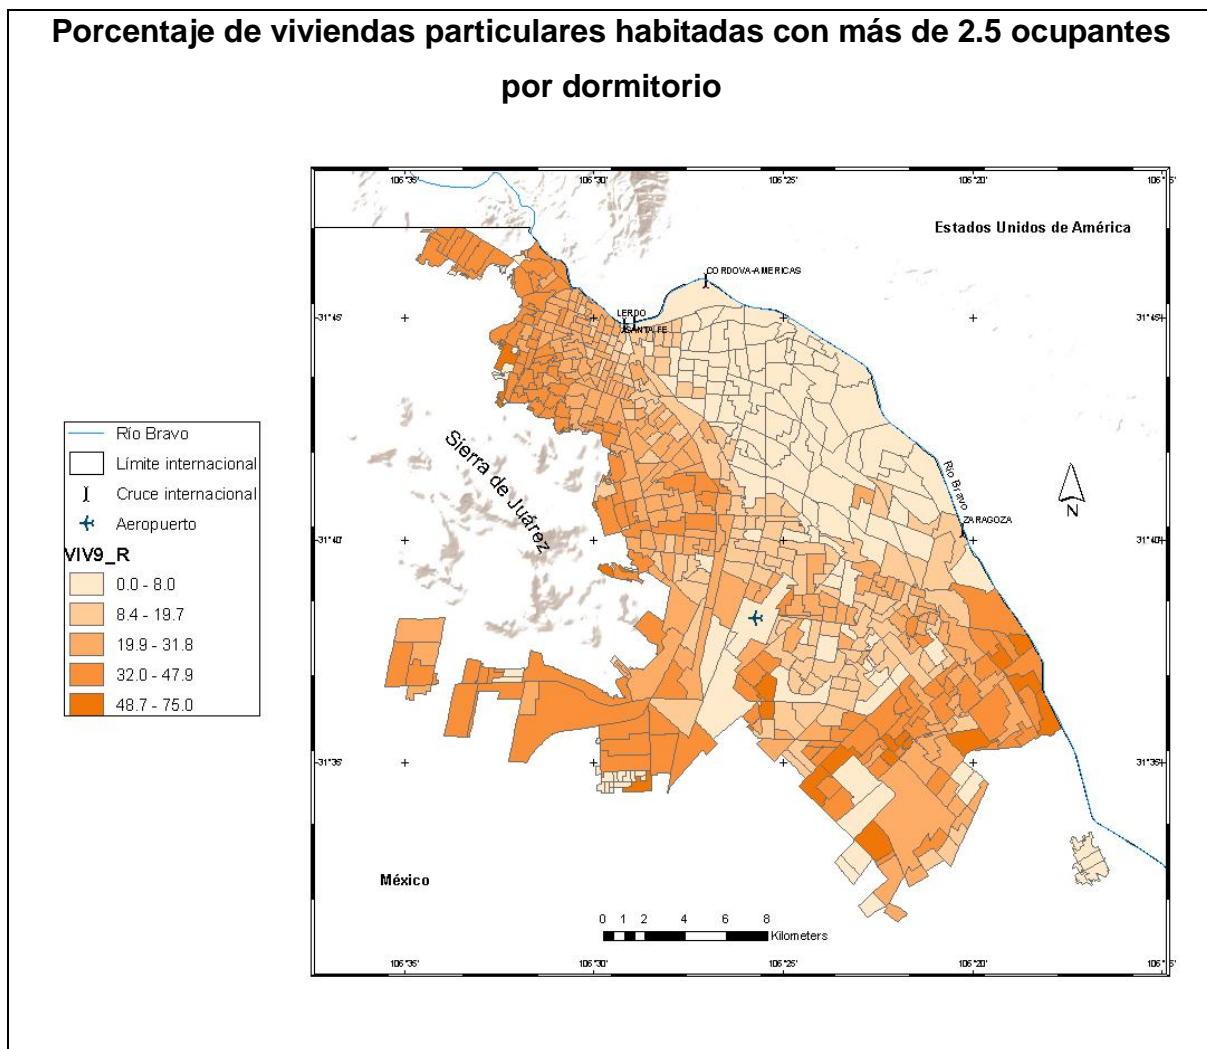 Porcentaje de viviendas particulares habitadas con más de 2.5 ocupantes
por dormitorio
106°35'
106°30'
106°25'
106°20'
Estados Unidos de América
CORDOVA-AMERICAS
LERDO
SANTA FE
31°45'
31°45'
Río Bravo
Límite internacional
Cruce internacional
Aeropuerto
VIV9_R
0.0 - 8.0
8.4 - 19.7
19.9 - 31.8
32.0 - 47.9
48.7 - 75.0
Sierra de Juárez
Río Bravo
ZARAGOZA
N
31°40'
31°40'
31°35'
31°35'
México
0 1 2 4 6 8
Kilometers
106°35'
106°30'
106°25'
106°20'